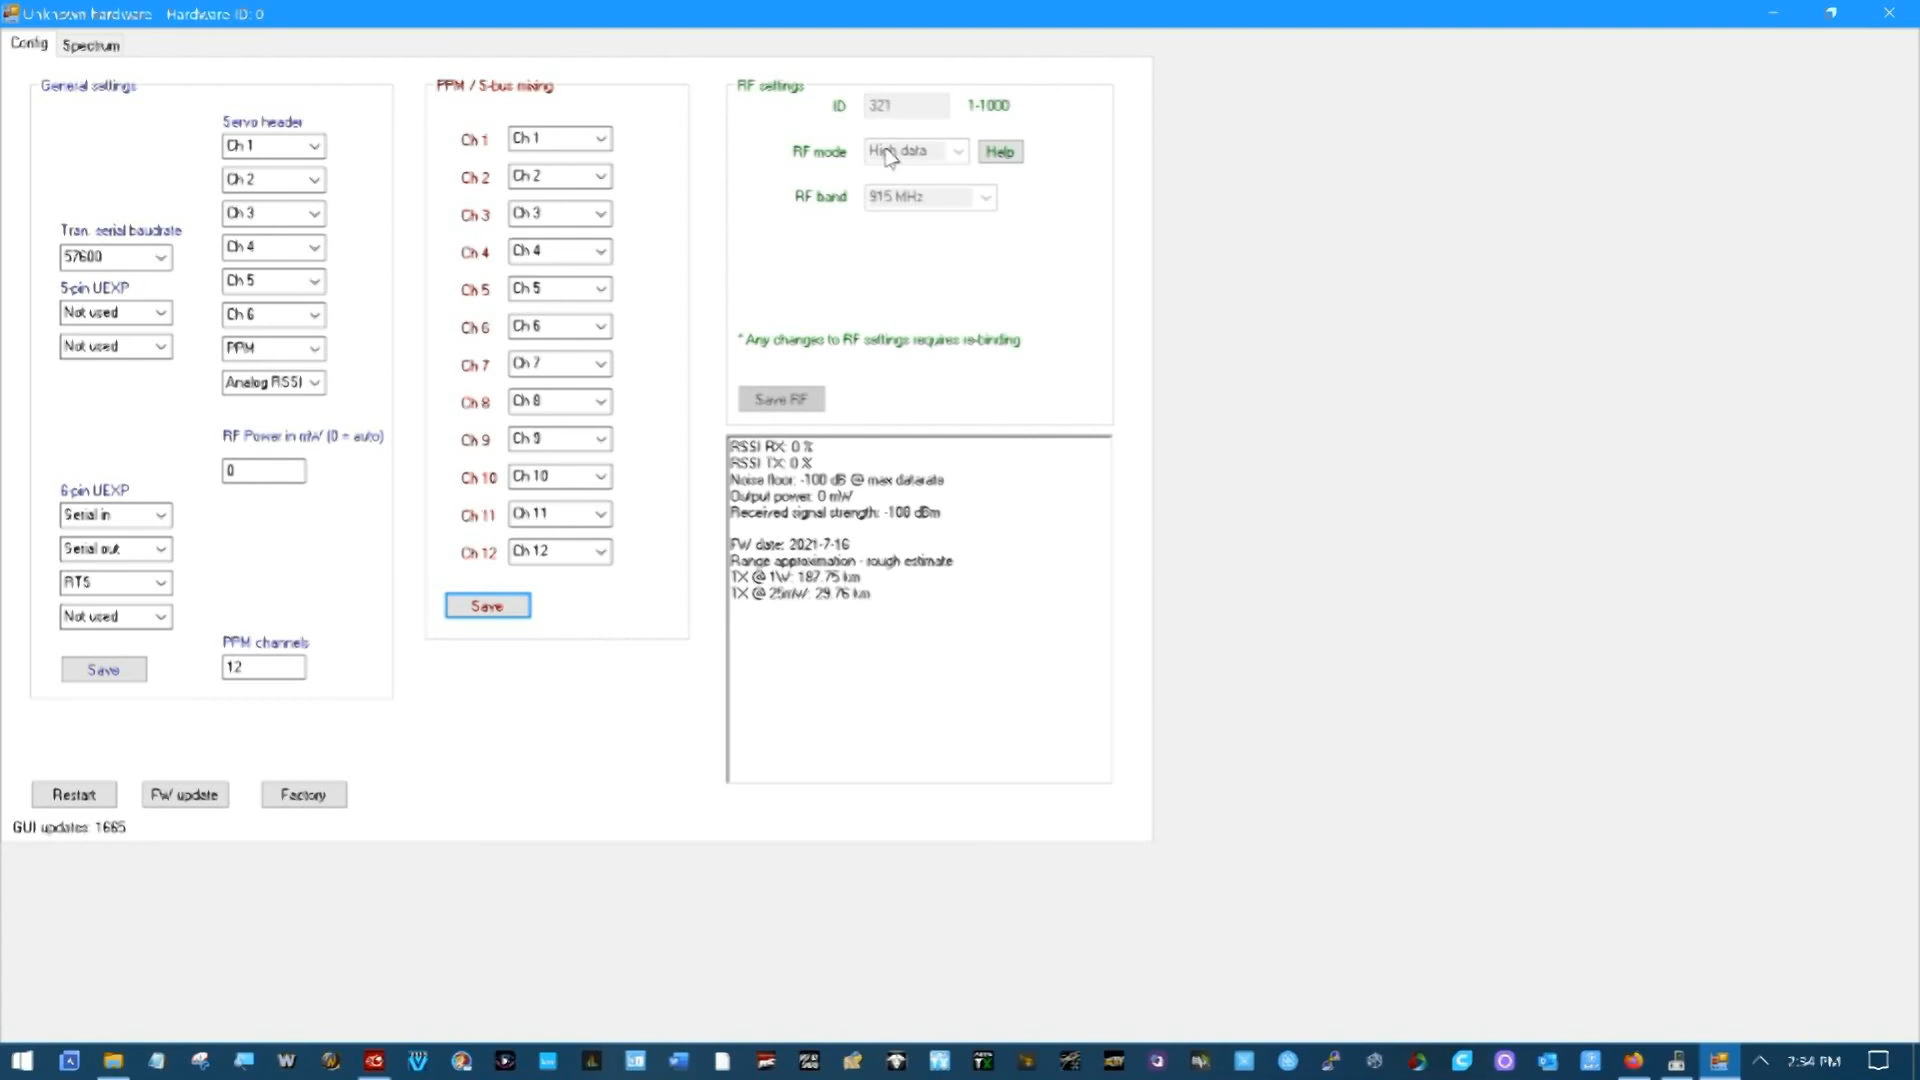 Unknown hardware - Hardware ID: 0
Config
Spectrum
General settings
Servo header
Ch 1
Ch 2
Ch 3
Ch 4
Ch 5
Ch 6
PPM
Analog RSSI
Tran. serial baudrate
57600
5-pin UEXP
Not used
Not used
RF Power in mW (0 = auto)
0
6-pin UEXP
Serial in
Serial out
RTS
Not used
PPM channels
12
Save
PPM / S-bus mixing
Ch 1 Ch 1
Ch 2 Ch 2
Ch 3 Ch 3
Ch 4 Ch 4
Ch 5 Ch 5
Ch 6 Ch 6
Ch 7 Ch 7
Ch 8 Ch 8
Ch 9 Ch 9
Ch 10 Ch 10
Ch 11 Ch 11
Ch 12 Ch 12
Save
RF settings
ID 321 1-1000
RF mode High data Help
RF band 915 MHz
* Any changes to RF settings requires re-binding
Save RF
RSSI RX: 0 %
RSSI TX: 0 %
Noise floor: -100 dB @ max datarate
Output power: 0 mW
Received signal strength: -100 dBm
FW date: 2021-7-16
Range approximation - rough estimate
TX @ 1W: 187.75 km
TX @ 25mW: 29.76 km
Restart
FW update
Factory
GUI updates: 1665
2:34 PM